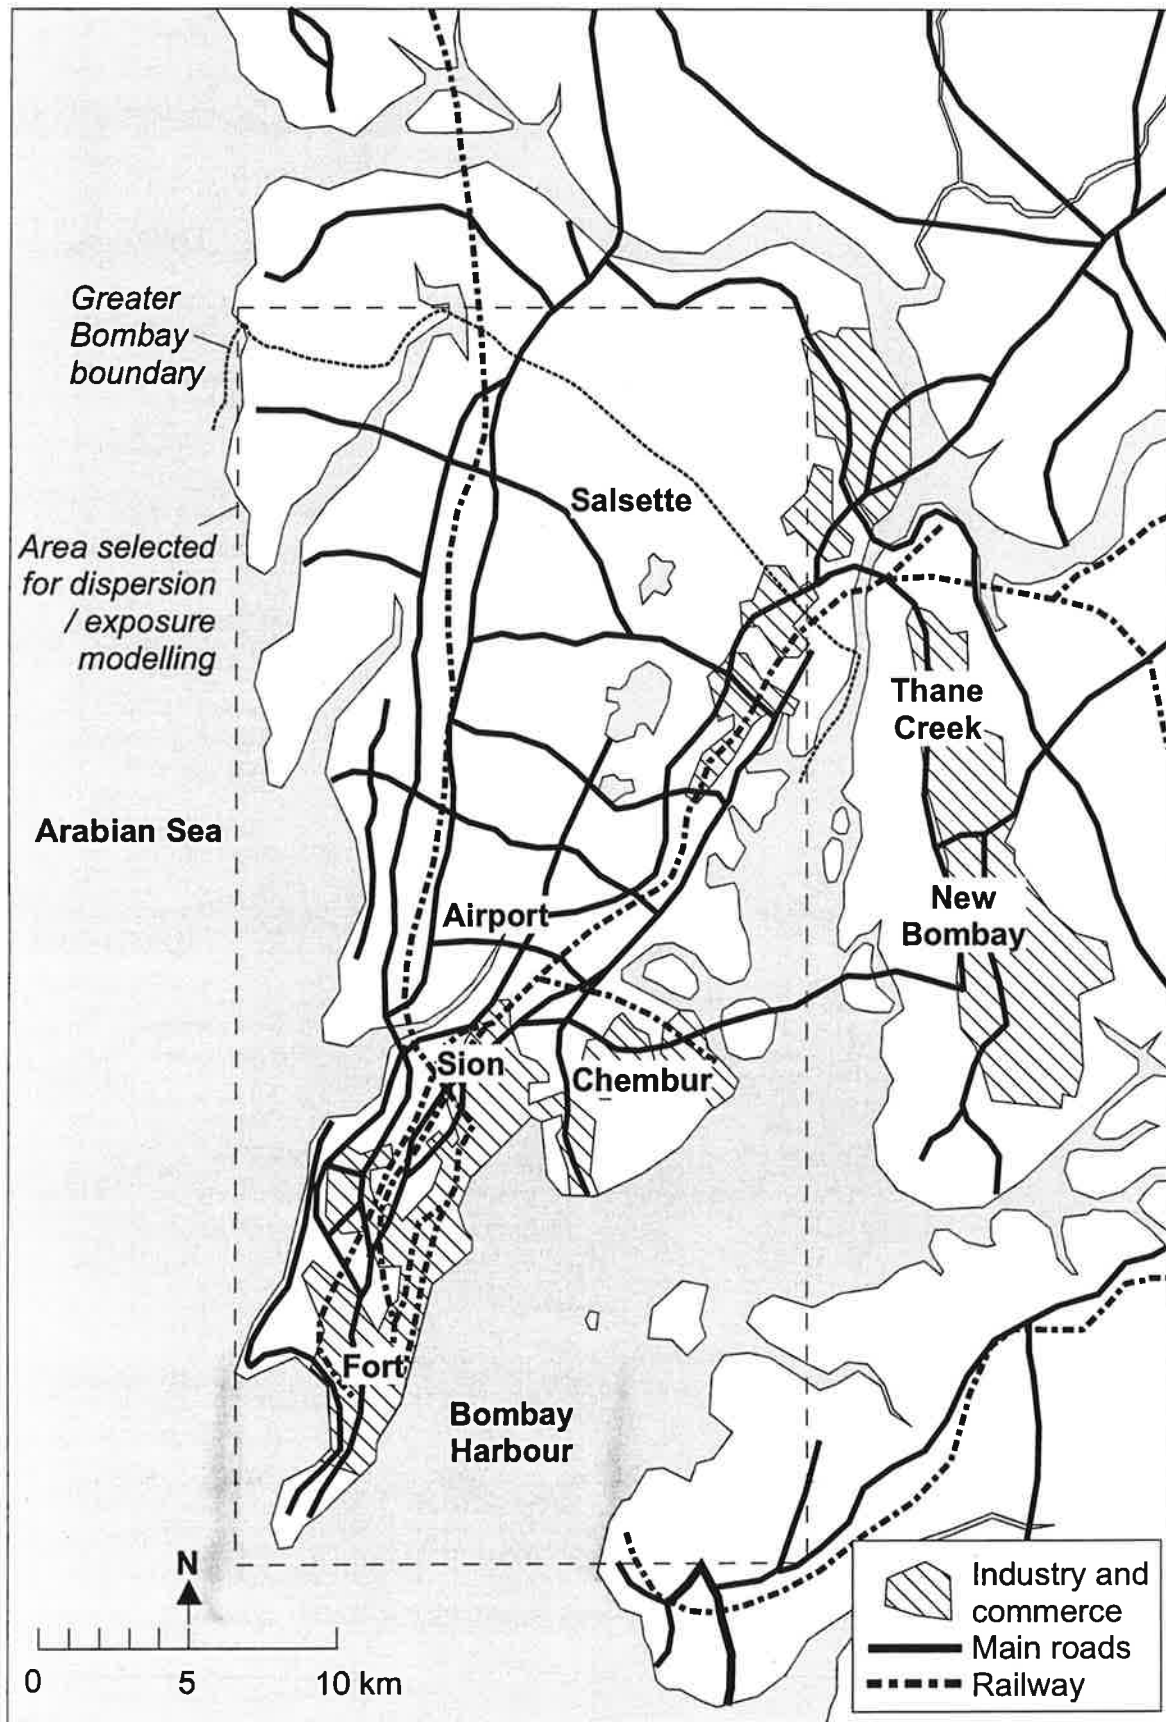 Greater
Bombay
boundary
Salsette
Area selected
for dispersion
/ exposure
modelling
Thane
Creek
Arabian Sea
Airport
New
Bombay
Sion
Chembur
Fort
Bombay
Harbour
N
0 5 10 km
Industry and
commerce
Main roads
Railway